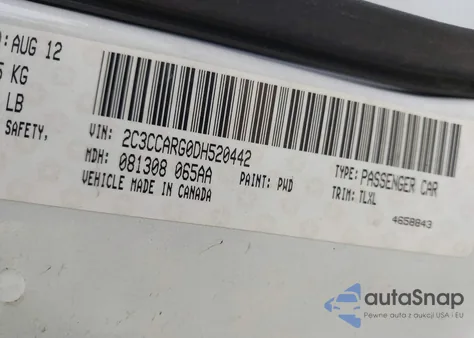 : AUG 12
KG
LB
SAFETY,
VIN: 2C3CCARG0DH520442
MDH: 081308 065AA
VEHICLE MADE IN CANADA
PAINT: PWD
TYPE: PASSENGER CAR
TRIM: TLXL
4658843
autoSnap
Pewne auta z aukcji USA i EU